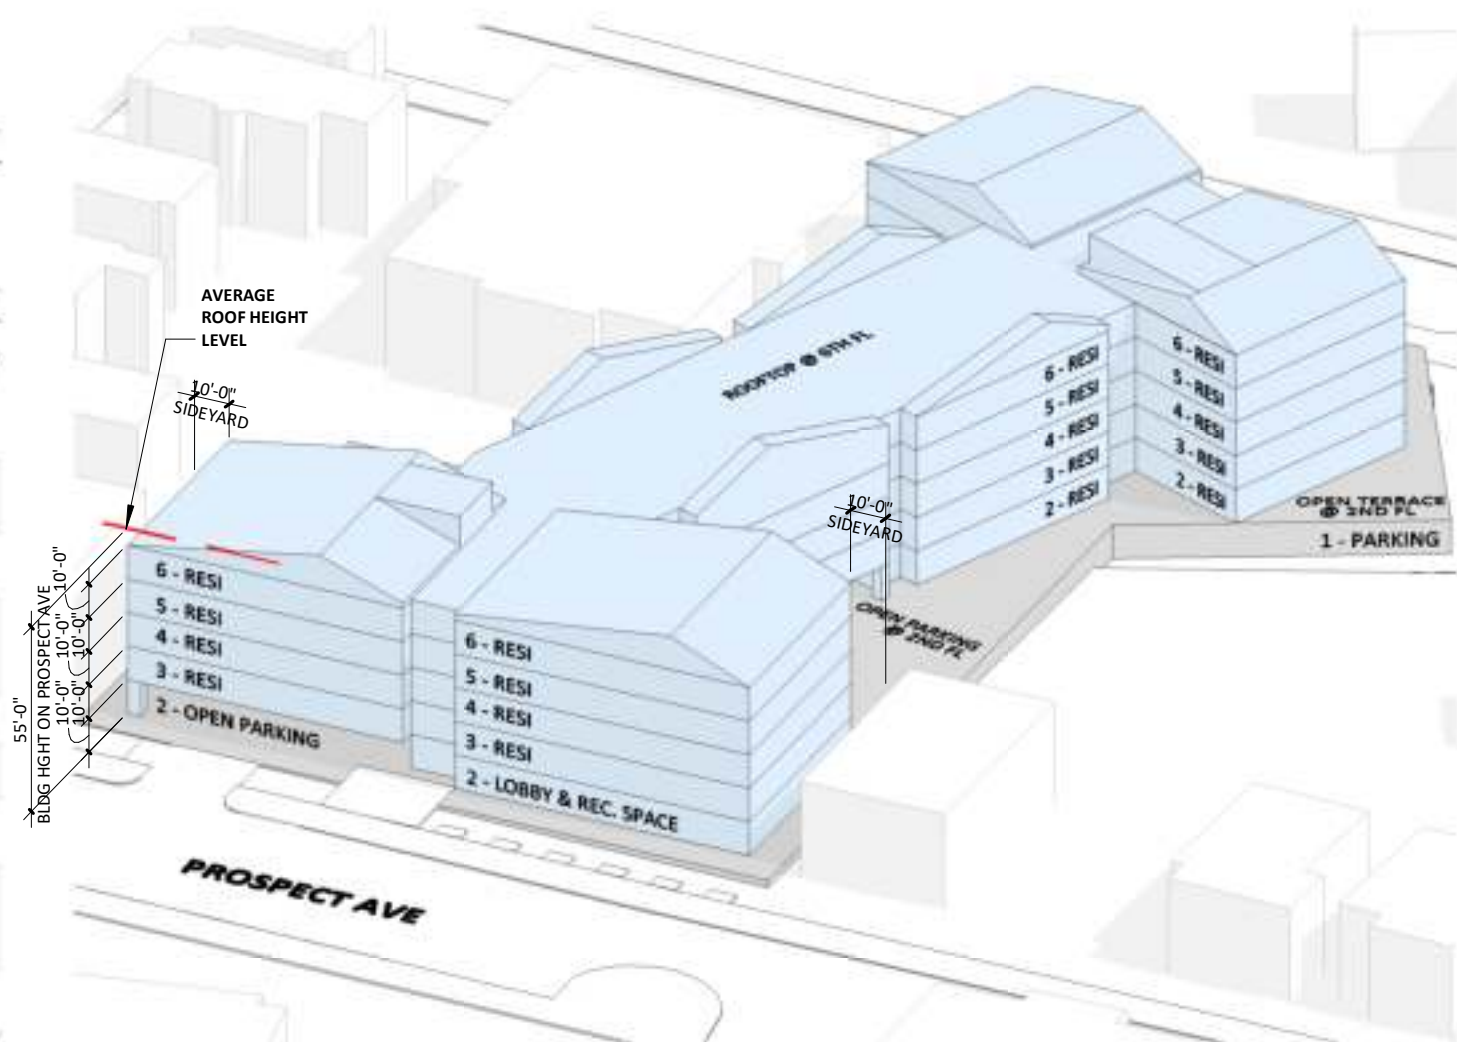 AVERAGE
ROOF HEIGHT
LEVEL
10'-0"
SIDEYARD
ROOFTOP @ 6TH FL
6 - RESI
5 - RESI
4 - RESI
3 - RESI
2 - RESI
6 - RESI
5 - RESI
4 - RESI
3 - RESI
2 - RESI
OPEN TERRACE
@ 2ND FL
1 - PARKING
10'-0"
SIDEYARD
OPEN PARKING
@ 2ND FL
6 - RESI
5 - RESI
4 - RESI
3 - RESI
2 - OPEN PARKING
6 - RESI
5 - RESI
4 - RESI
3 - RESI
2 - LOBBY & REC. SPACE
10'-0"
10'-0"
10'-0"
10'-0"
10'-0"
55'-0"
BLDG HGHT ON PROSPECT AVE
PROSPECT AVE